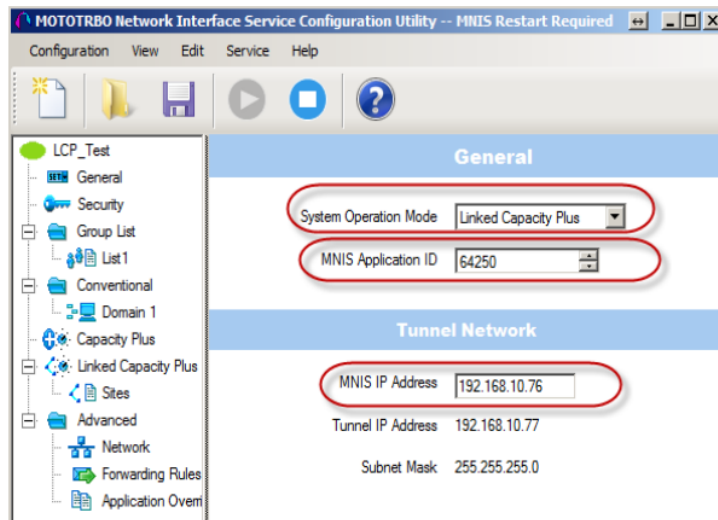 MOTOTRBO Network Interface Service Configuration Utility -- MNIS Restart Required
Configuration View Edit Service Help
LCP_Test
General
Security
Group List
List1
Conventional
Domain 1
Capacity Plus
Linked Capacity Plus
Sites
Advanced
Network
Forwarding Rules
Application Overri
General
System Operation Mode Linked Capacity Plus
MNIS Application ID 64250
Tunnel Network
MNIS IP Address 192.168.10.76
Tunnel IP Address 192.168.10.77
Subnet Mask 255.255.255.0